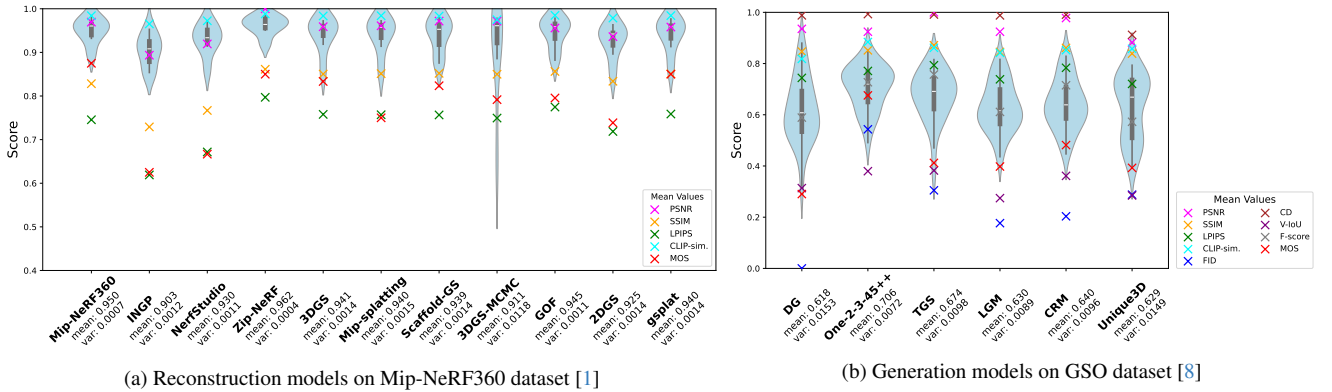 1.0
0.9
0.8
0.7
0.6
0.5
0.4
Score
Mean Values
PSNR
SSIM
LPIPS
CLIP-sim.
MOS
Mip-NeRF360
mean: 0.950
var: 0.0007
INGP
mean: 0.903
var: 0.0012
NerfStudio
mean: 0.930
var: 0.0011
Zip-NeRF
mean: 0.962
var: 0.0004
3DGS
mean: 0.941
var: 0.0014
Mip-splatting
mean: 0.940
var: 0.0015
Scaffold-GS
mean: 0.939
var: 0.0014
3DGS-MCMC
mean: 0.911
var: 0.0118
GOF
mean: 0.945
var: 0.0011
2DGS
mean: 0.925
var: 0.0014
gsplat
mean: 0.940
var: 0.0014
(a) Reconstruction models on Mip-NeRF360 dataset [1]
1.0
0.8
0.6
0.4
0.2
0.0
Score
DG
mean: 0.618
var: 0.0153
One-2-3-45++
mean: 0.706
var: 0.0072
TGS
mean: 0.674
var: 0.0098
LGM
mean: 0.630
var: 0.0089
CRM
mean: 0.640
var: 0.0096
Unique3D
mean: 0.629
var: 0.0149
Mean Values
PSNR
SSIM
LPIPS
CLIP-sim.
FID
CD
V-IoU
F-score
MOS
(b) Generation models on GSO dataset [8]